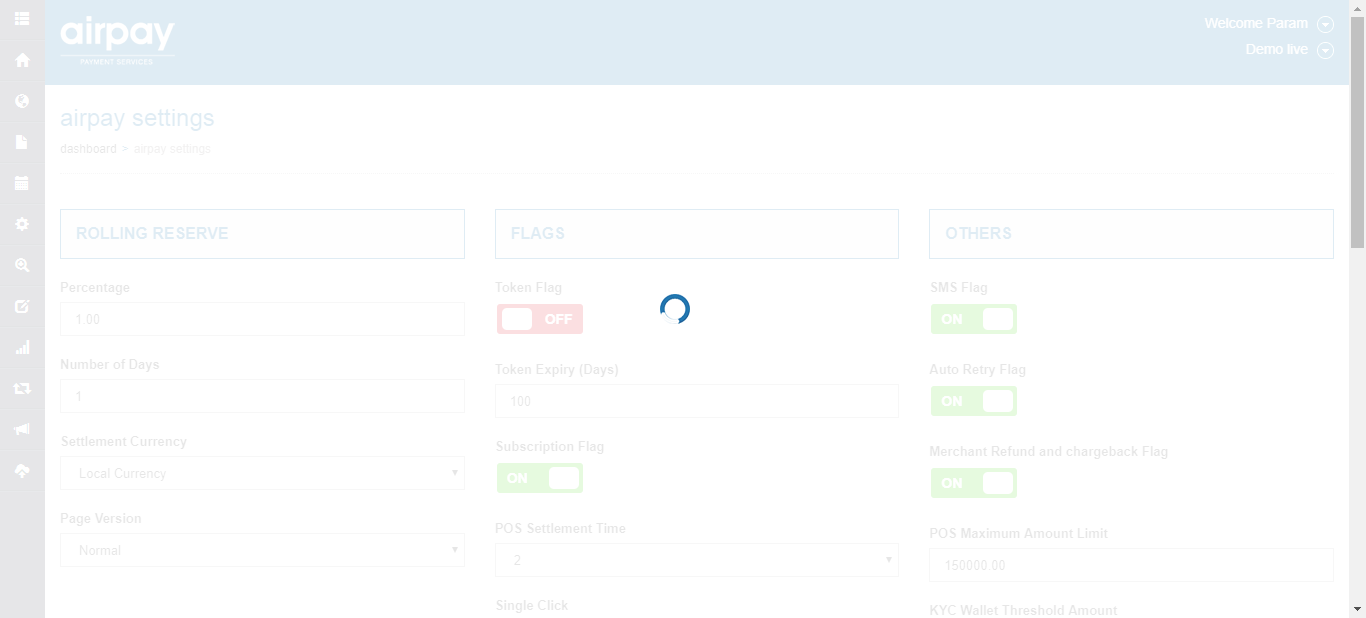 airpay
PAYMENT SERVICES
Welcome Param
Demo live
airpay settings
dashboard > airpay settings
ROLLING RESERVE
Percentage
1.00
Number of Days
1
Settlement Currency
Local Currency
Page Version
Normal
FLAGS
Token Flag
OFF
Token Expiry (Days)
100
Subscription Flag
ON
POS Settlement Time
2
Single Click
OTHERS
SMS Flag
ON
Auto Retry Flag
ON
Merchant Refund and chargeback Flag
ON
POS Maximum Amount Limit
150000.00
KYC Wallet Threshold Amount